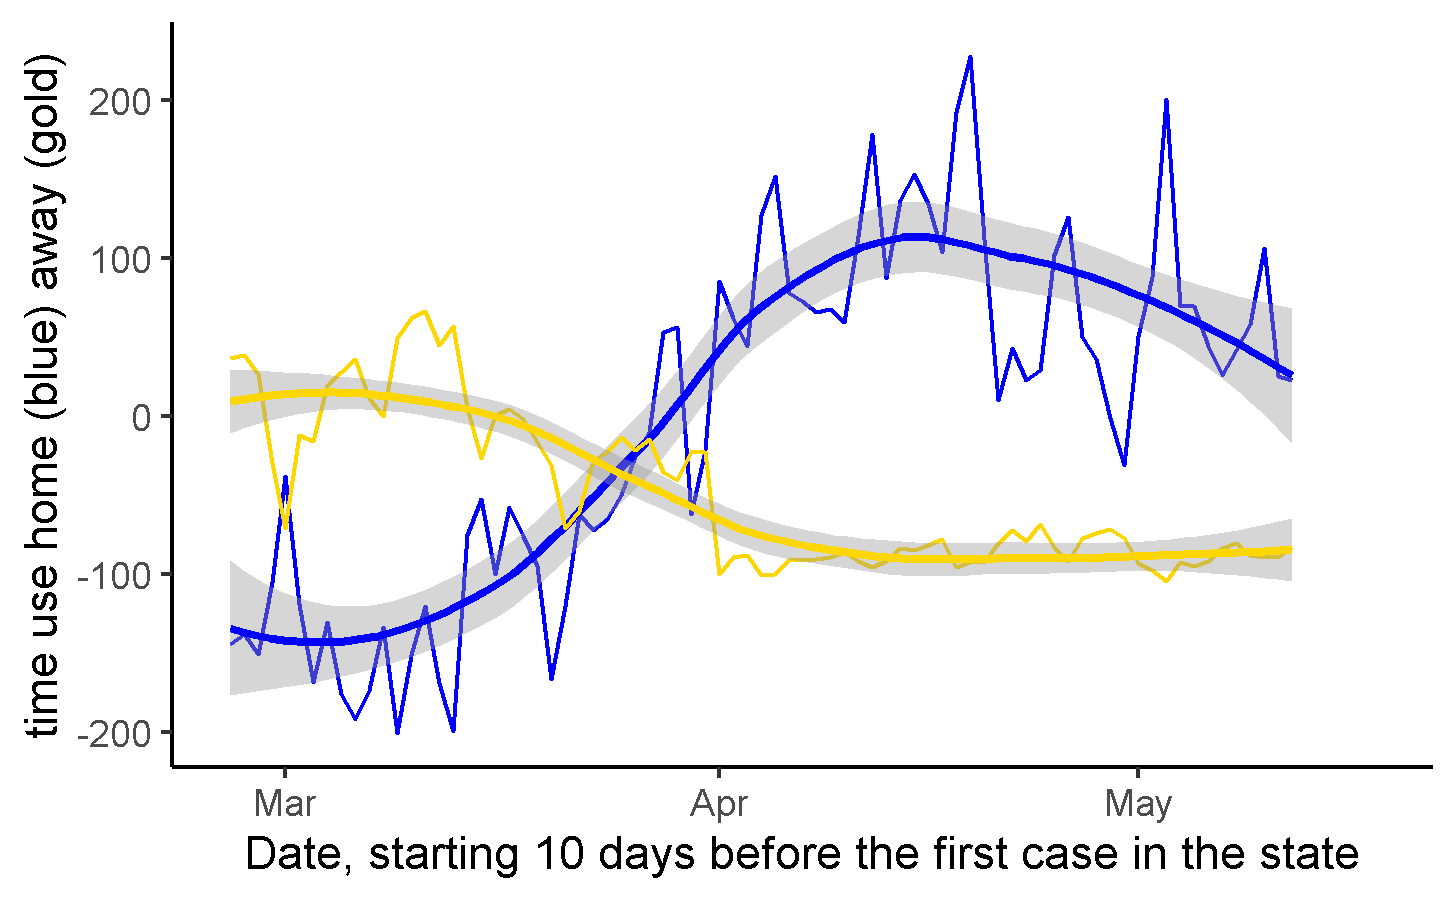 time use home (blue) away (gold)
200
100
0
-100
-200
Mar
Apr
May
Date, starting 10 days before the first case in the state